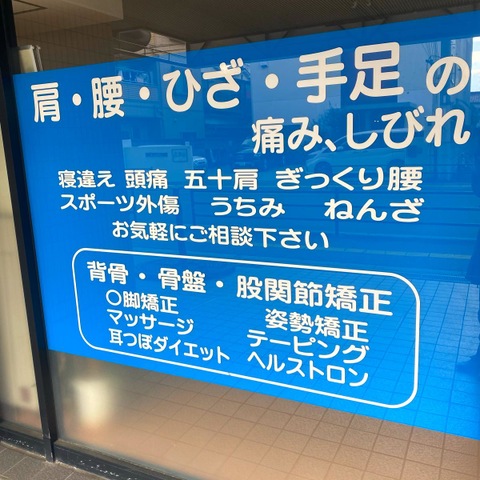 肩・腰・ひざ・手足 の
痛み、しびれ
寝違え 頭痛 五十肩 ぎっくり腰
スポーツ外傷 うちみ ねんざ
お気軽にご相談下さい
背骨・骨盤・股関節矯正
○脚矯正 姿勢矯正
マッサージ テーピング
耳つぼダイエット ヘルストロン